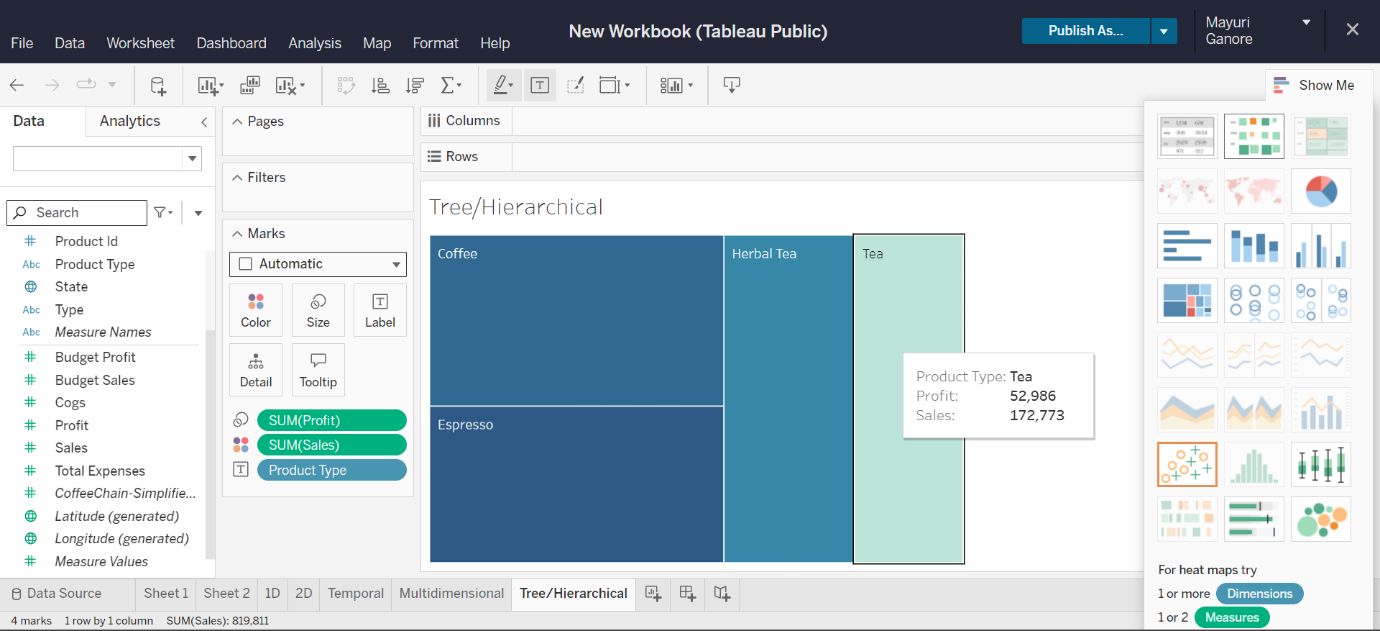 New Workbook (Tableau Public)
Publish As...
Mayuri
Ganore
File Data Worksheet Dashboard Analysis Map Format Help
Show Me
Data Analytics
Search
Product Id
Abc Product Type
State
Abc Type
Abc Measure Names
Budget Profit
Budget Sales
Cogs
Profit
Sales
Total Expenses
CoffeeChain-Simplifie...
Latitude (generated)
Longitude (generated)
Measure Values
Pages
Filters
Marks
Automatic
Color Size Label
Detail Tooltip
SUM(Profit)
SUM(Sales)
Product Type
Columns
Rows
Tree/Hierarchical
Coffee Herbal Tea Tea
Espresso
Product Type: Tea
Profit: 52,986
Sales: 172,773
For heat maps try
1 or more Dimensions
1 or 2 Measures
Data Source Sheet 1 Sheet 2 1D 2D Temporal Multidimensional Tree/Hierarchical
4 marks 1 row by 1 column SUM(Sales): 819,811